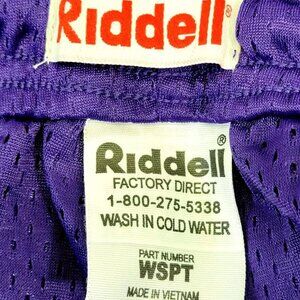 Riddell®
Riddell®
FACTORY DIRECT
1-800-275-5338
WASH IN COLD WATER
PART NUMBER
WSPT
MADE IN VIETNAM